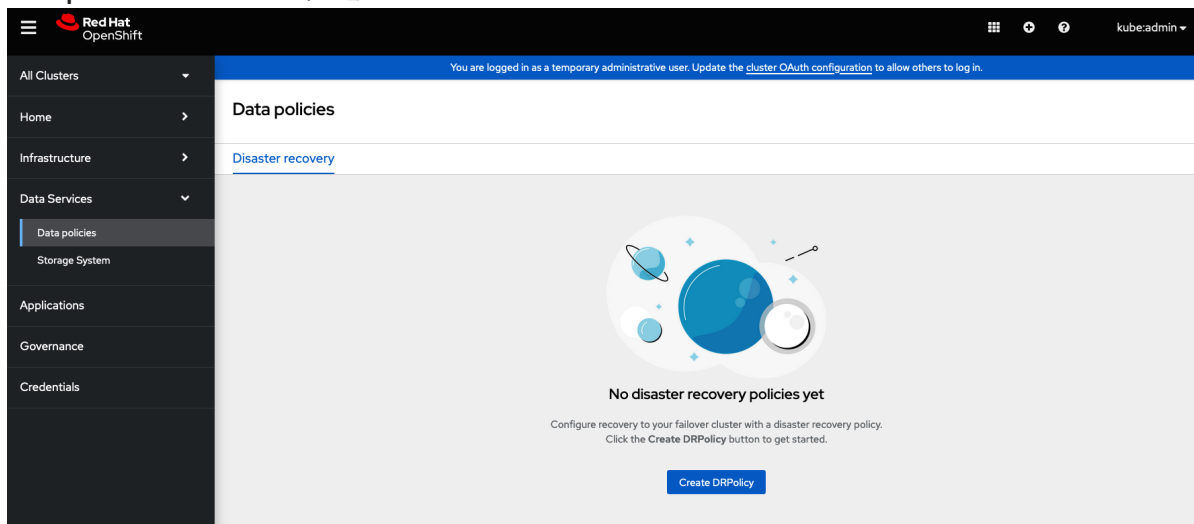 Red Hat
OpenShift
kube:admin
All Clusters
You are logged in as a temporary administrative user. Update the cluster OAuth configuration to allow others to log in.
Home
Data policies
Infrastructure
Disaster recovery
Data Services
Data policies
Storage System
Applications
Governance
Credentials
No disaster recovery policies yet
Configure recovery to your failover cluster with a disaster recovery policy.
Click the Create DRPolicy button to get started.
Create DRPolicy